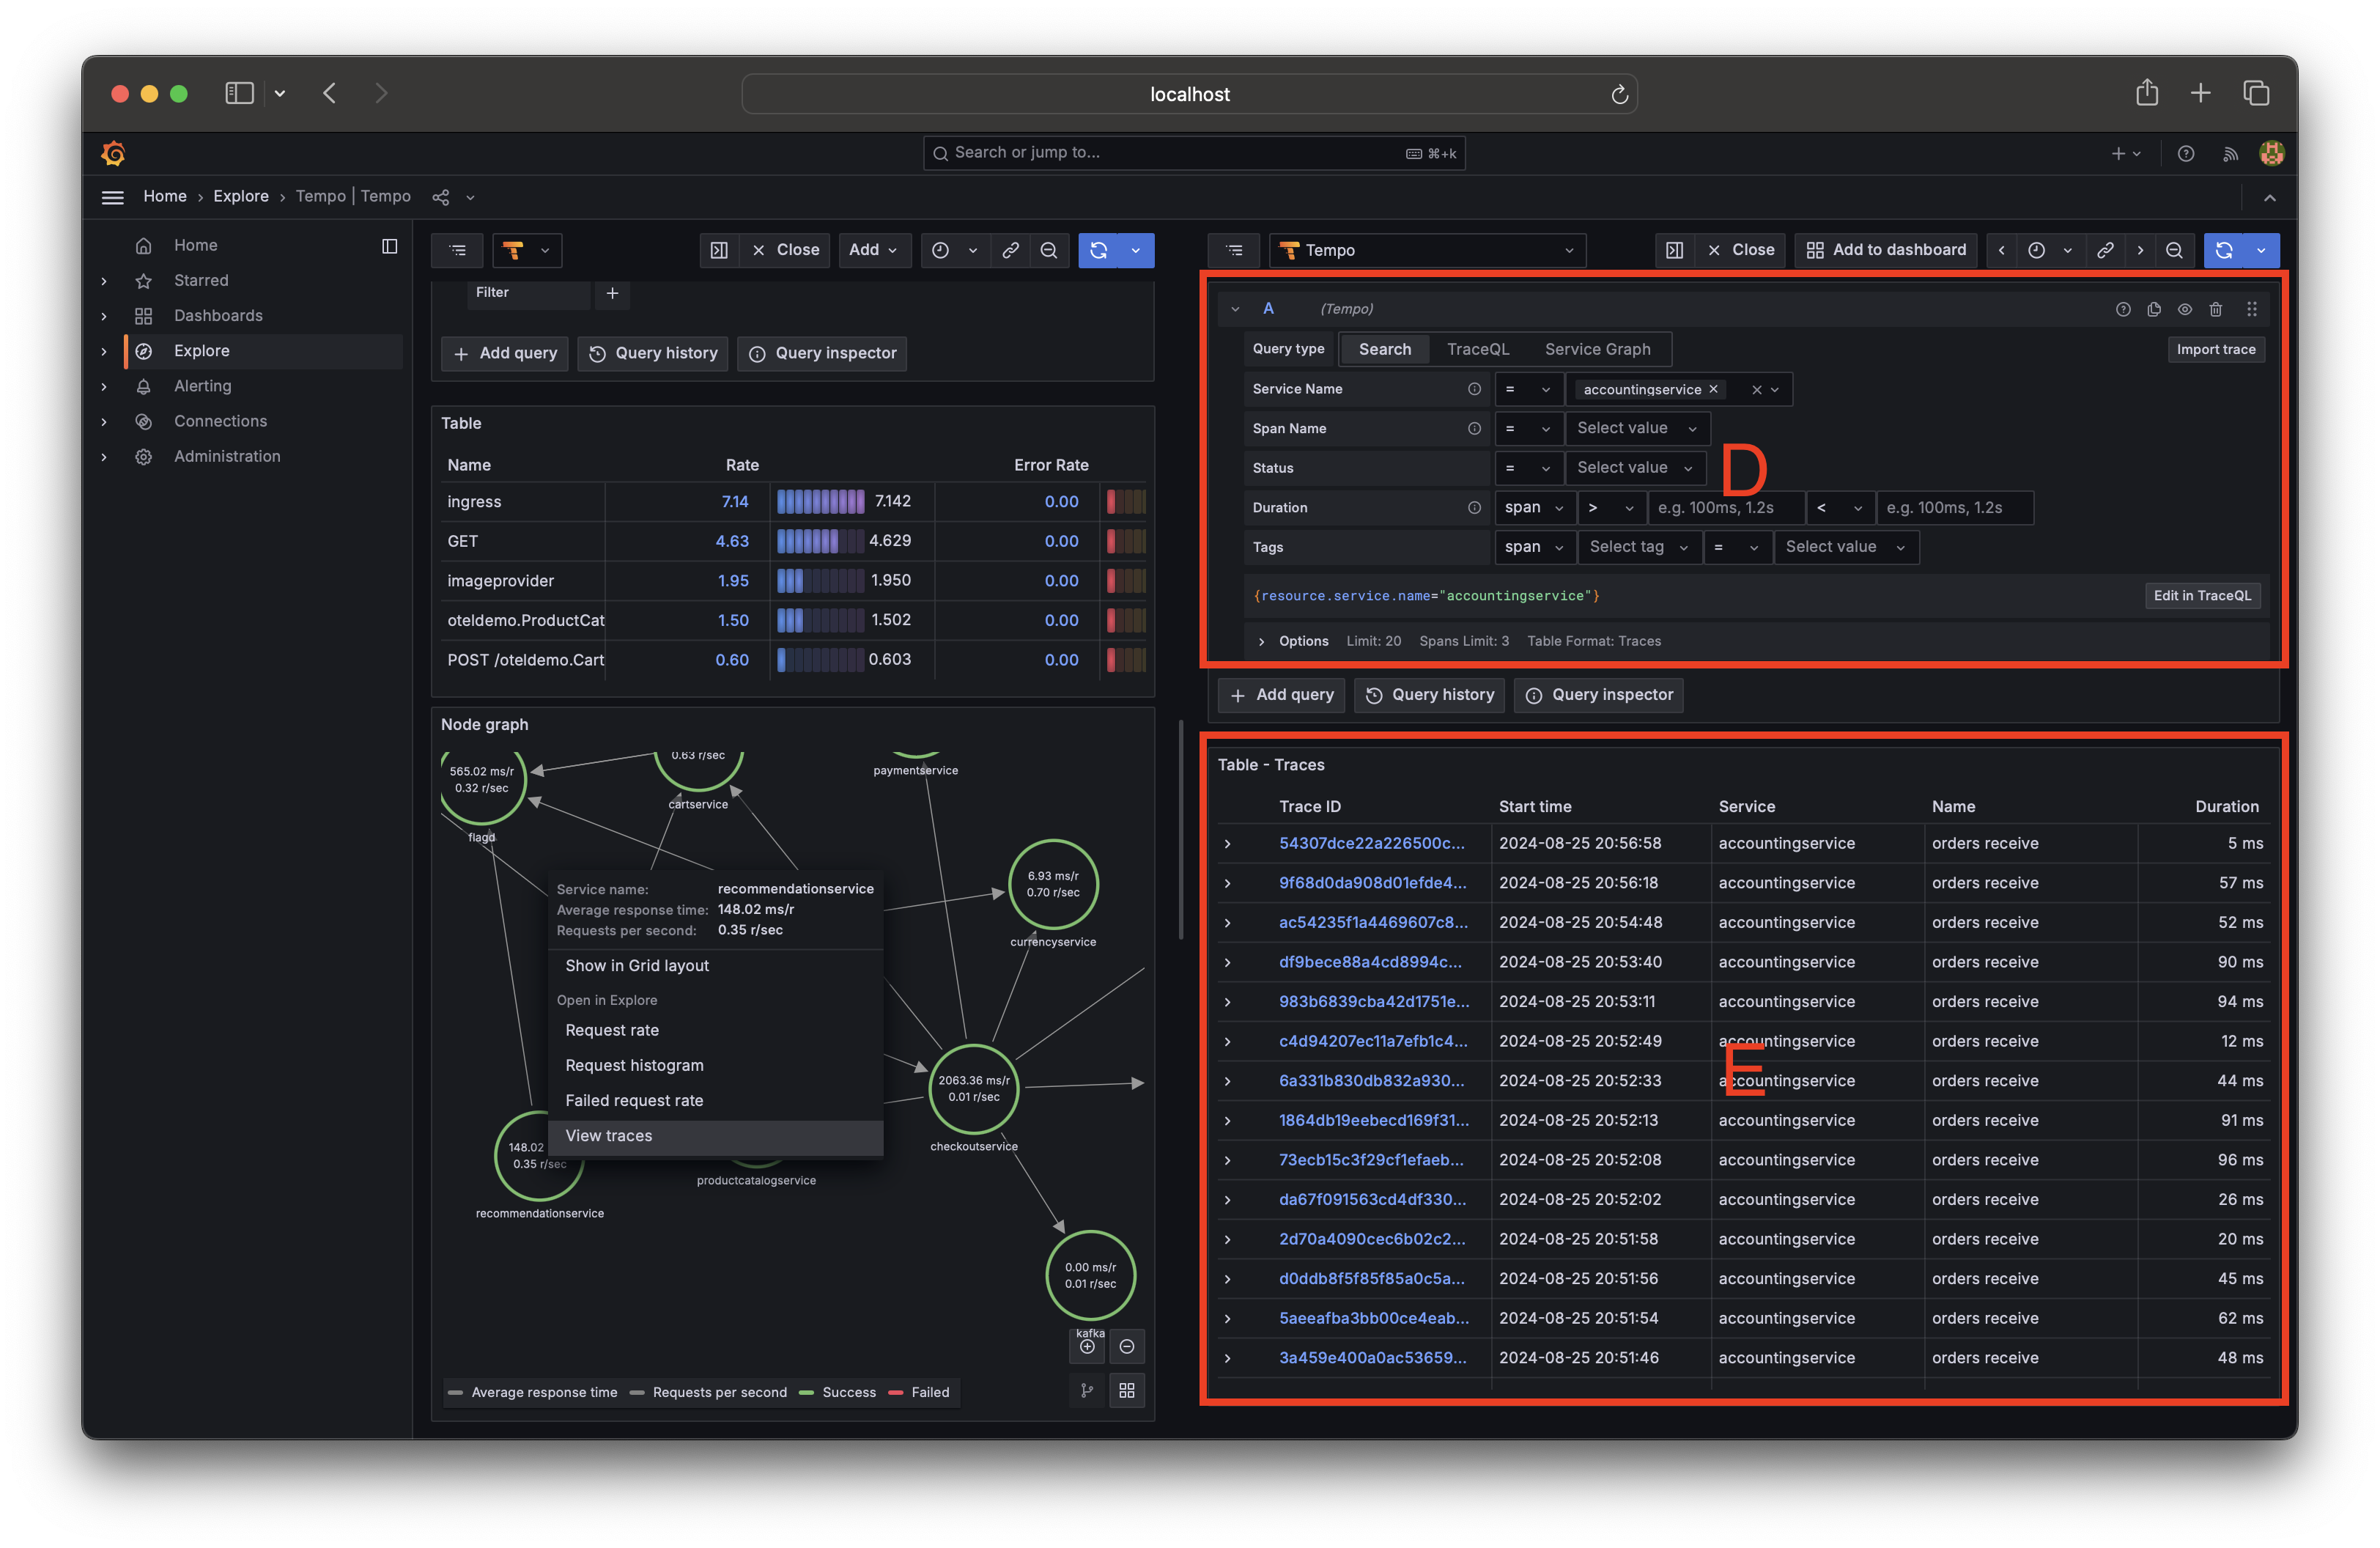 localhost
Search or jump to... ⌘+k
Home › Explore › Tempo | Tempo
Home
Starred
Dashboards
Explore
Alerting
Connections
Administration
Close Add
Filter
Add query Query history Query inspector
Table
Name Rate Error Rate
ingress 7.14 7.142 0.00
GET 4.63 4.629 0.00
imageprovider 1.95 1.950 0.00
oteldemo.ProductCat 1.50 1.502 0.00
POST /oteldemo.Cart 0.60 0.603 0.00
Node graph
565.02 ms/r
0.32 r/sec
flagd
0.63 r/sec
cartservice
paymentservice
6.93 ms/r
0.70 r/sec
currencyservice
Service name: recommendationservice
Average response time: 148.02 ms/r
Requests per second: 0.35 r/sec
Show in Grid layout
Open in Explore
Request rate
Request histogram
Failed request rate
View traces
2063.36 ms/r
0.01 r/sec
checkoutservice
148.02
0.35 r/sec
recommendationservice
productcatalogservice
0.00 ms/r
0.01 r/sec
kafka
Average response time Requests per second Success Failed
Tempo Close Add to dashboard
A (Tempo)
Query type Search TraceQL Service Graph Import trace
Service Name = accountingservice
Span Name = Select value
Status = Select value
D
Duration span > e.g. 100ms, 1.2s < e.g. 100ms, 1.2s
Tags span Select tag = Select value
{resource.service.name="accountingservice"} Edit in TraceQL
Options Limit: 20 Spans Limit: 3 Table Format: Traces
Add query Query history Query inspector
Table - Traces
Trace ID Start time Service Name Duration
54307dce22a226500c... 2024-08-25 20:56:58 accountingservice orders receive 5 ms
9f68d0da908d01efde4... 2024-08-25 20:56:18 accountingservice orders receive 57 ms
ac54235f1a4469607c8... 2024-08-25 20:54:48 accountingservice orders receive 52 ms
df9bece88a4cd8994c... 2024-08-25 20:53:40 accountingservice orders receive 90 ms
983b6839cba42d1751e... 2024-08-25 20:53:11 accountingservice orders receive 94 ms
c4d94207ec11a7efb1c4... 2024-08-25 20:52:49 accountingservice orders receive 12 ms
E
6a331b830db832a930... 2024-08-25 20:52:33 accountingservice orders receive 44 ms
1864db19eebecd169f31... 2024-08-25 20:52:13 accountingservice orders receive 91 ms
73ecb15c3f29cf1efaeb... 2024-08-25 20:52:08 accountingservice orders receive 96 ms
da67f091563cd4df330... 2024-08-25 20:52:02 accountingservice orders receive 26 ms
2d70a4090cec6b02c2... 2024-08-25 20:51:58 accountingservice orders receive 20 ms
d0ddb8f5f85f85a0c5a... 2024-08-25 20:51:56 accountingservice orders receive 45 ms
5aeeafba3bb00ce4eab... 2024-08-25 20:51:54 accountingservice orders receive 62 ms
3a459e400a0ac53659... 2024-08-25 20:51:46 accountingservice orders receive 48 ms